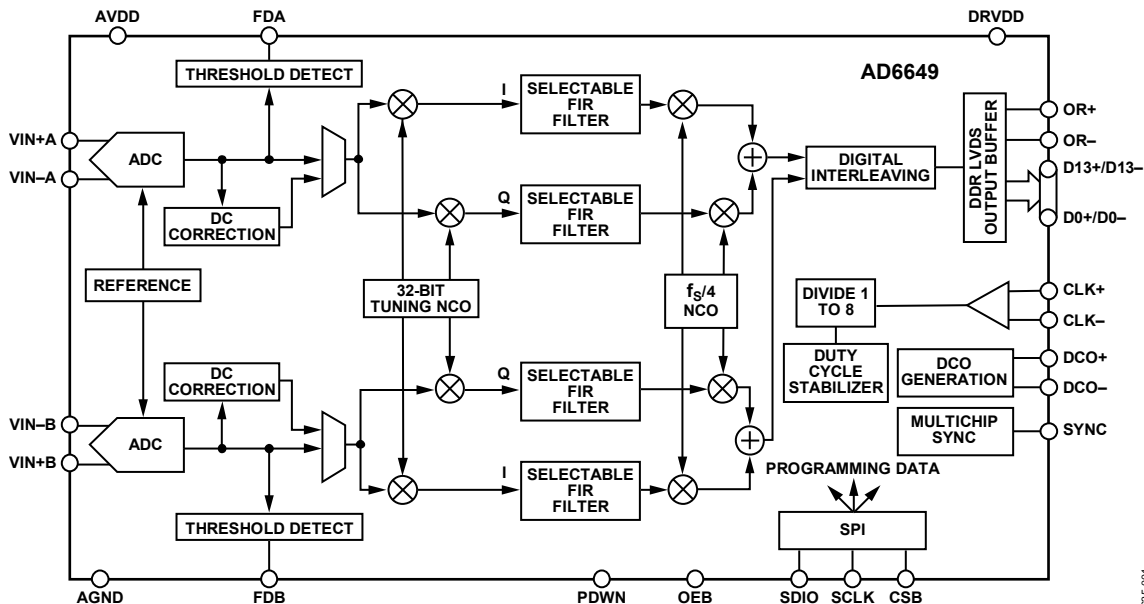 AVDD
FDA
DRVDD
THRESHOLD DETECT
AD6649
VIN+A
VIN–A
ADC
DC
CORRECTION
I
SELECTABLE
FIR
FILTER
Q
SELECTABLE
FIR
FILTER
DIGITAL
INTERLEAVING
DDR LVDS
OUTPUT BUFFER
OR+
OR–
D13+/D13–
D0+/D0–
REFERENCE
32-BIT
TUNING NCO
fS/4
NCO
DIVIDE 1
TO 8
CLK+
CLK–
DUTY
CYCLE
STABILIZER
DCO
GENERATION
DCO+
DCO–
MULTICHIP
SYNC
SYNC
DC
CORRECTION
VIN–B
VIN+B
ADC
Q
SELECTABLE
FIR
FILTER
I
SELECTABLE
FIR
FILTER
THRESHOLD DETECT
PROGRAMMING DATA
SPI
AGND
FDB
PDWN
OEB
SDIO
SCLK
CSB